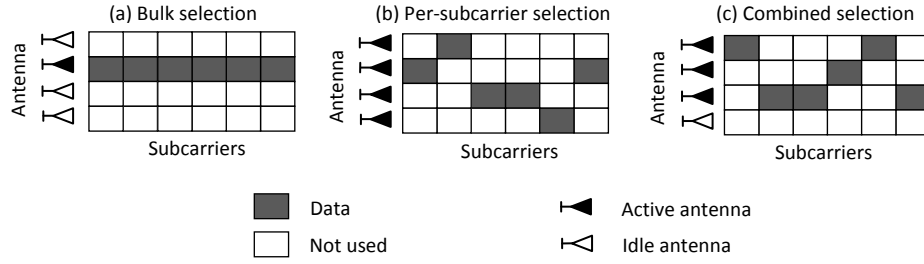 (a) Bulk selection
(b) Per-subcarrier selection
(c) Combined selection
Antenna
Antenna
Antenna
Subcarriers
Subcarriers
Subcarriers
Data
Active antenna
Not used
Idle antenna